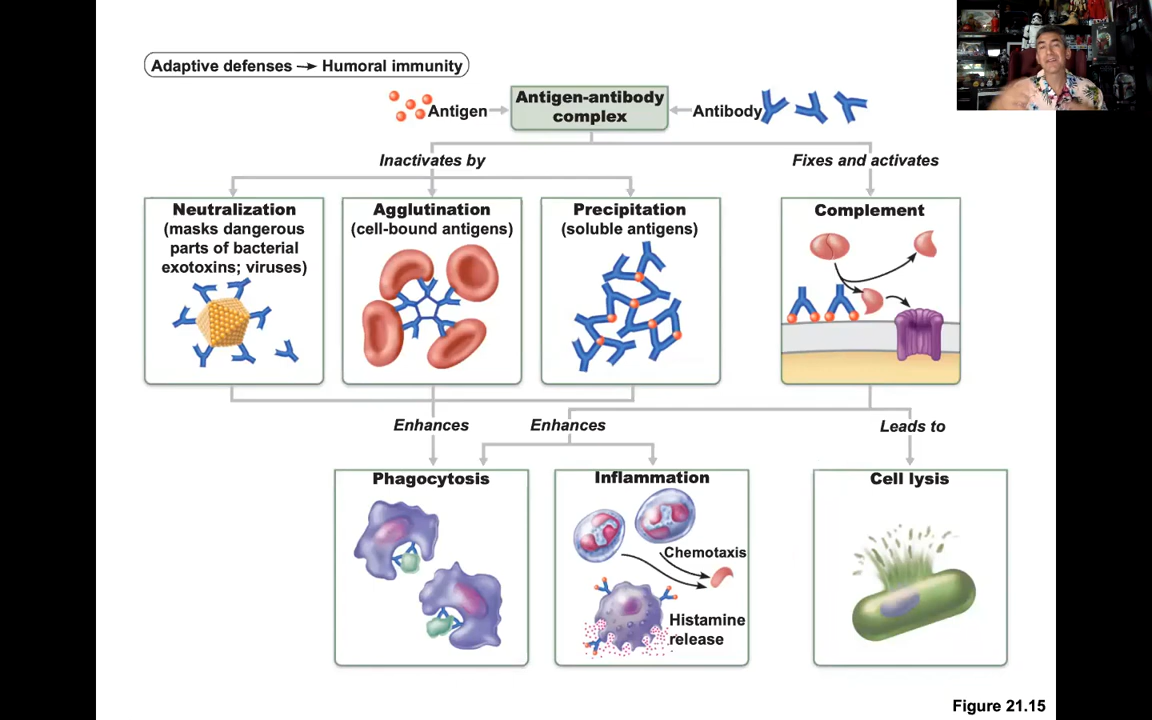 Adaptive defenses → Humoral immunity
Antigen
Antigen-antibody
complex
Antibody
Inactivates by
Fixes and activates
Neutralization
(masks dangerous
parts of bacterial
exotoxins; viruses)
Agglutination
(cell-bound antigens)
Precipitation
(soluble antigens)
Complement
Enhances
Enhances
Leads to
Phagocytosis
Inflammation
Chemotaxis
Histamine
release
Cell lysis
Figure 21.15